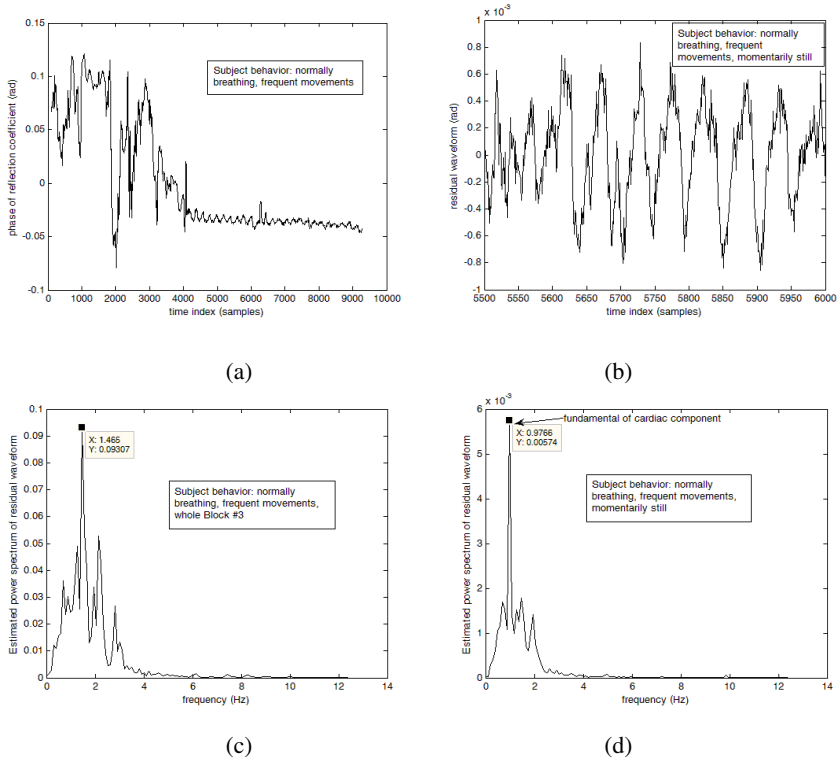 0.15
0.1
0.05
0
-0.05
-0.1
phase of reflection coefficient (rad)
Subject behavior: normally
breathing, frequent movements
0 1000 2000 3000 4000 5000 6000 7000 8000 9000 10000
time index (samples)
(a)
x 10⁻³
1
0.8
0.6
0.4
0.2
0
-0.2
-0.4
-0.6
-0.8
-1
residual waveform (rad)
Subject behavior: normally
breathing, frequent
movements, momentarily still
5500 5550 5600 5650 5700 5750 5800 5850 5900 5950 6000
time index (samples)
(b)
0.1
0.09
0.08
0.07
0.06
0.05
0.04
0.03
0.02
0.01
0
Estimated power spectrum of residual waveform
X: 1.465
Y: 0.09307
Subject behavior: normally
breathing, frequent movements,
whole Block #3
0 2 4 6 8 10 12 14
frequency (Hz)
(c)
x 10⁻³
6
5
4
3
2
1
0
Estimated power spectrum of residual waveform
fundamental of cardiac component
X: 0.9766
Y: 0.00574
Subject behavior: normally
breathing, frequent movements,
momentarily still
0 2 4 6 8 10 12 14
frequency (Hz)
(d)